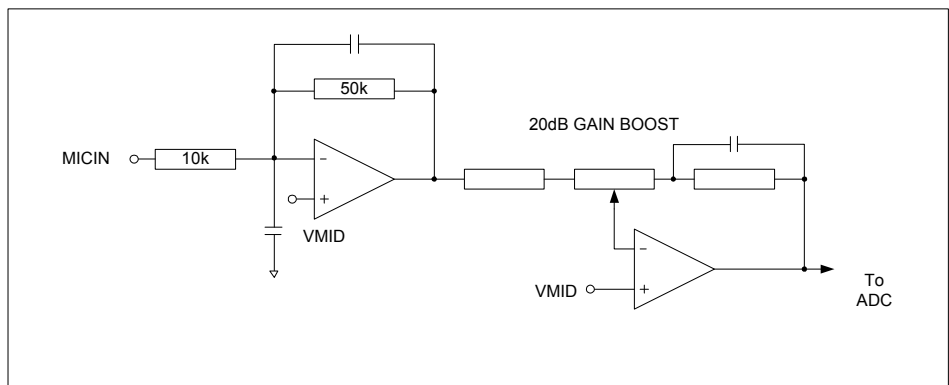 50k
20dB GAIN BOOST
MICIN
10k
−
+
VMID
−
VMID
+
To
ADC